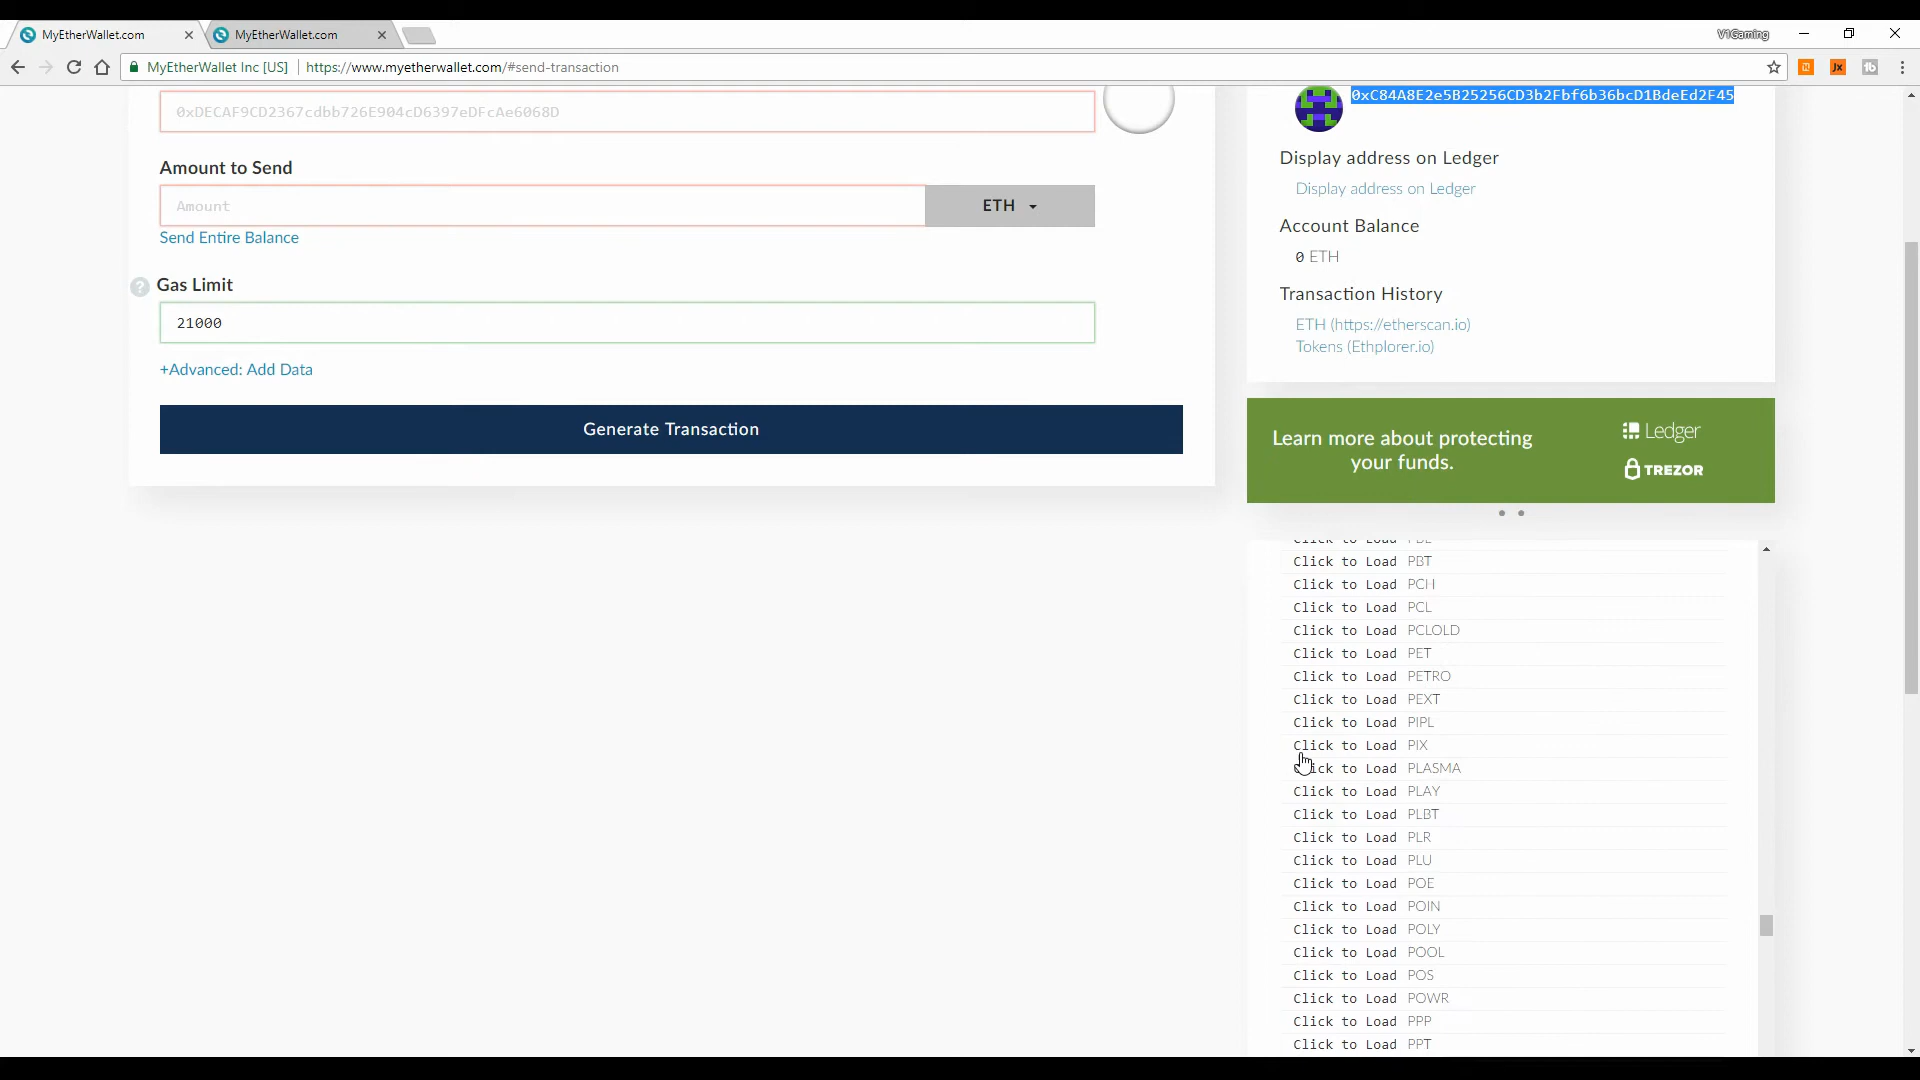 MyEtherWallet.com
MyEtherWallet.com
V1Gaming
MyEtherWallet Inc [US] | https://www.myetherwallet.com/#send-transaction
0xDECAF9CD2367cdbb726E904cD6397eDFcAe6068D
Amount to Send
Amount
ETH
Send Entire Balance
? Gas Limit
21000
+Advanced: Add Data
Generate Transaction
0xC84A8E2e5B25256CD3b2Fbf6b36bcD1BdeEd2F45
Display address on Ledger
Display address on Ledger
Account Balance
0 ETH
Transaction History
ETH (https://etherscan.io)
Tokens (Ethplorer.io)
Learn more about protecting
your funds.
Ledger
TREZOR
Click to Load PBT
Click to Load PCH
Click to Load PCL
Click to Load PCLOLD
Click to Load PET
Click to Load PETRO
Click to Load PEXT
Click to Load PIPL
Click to Load PIX
Click to Load PLASMA
Click to Load PLAY
Click to Load PLBT
Click to Load PLR
Click to Load PLU
Click to Load POE
Click to Load POIN
Click to Load POLY
Click to Load POOL
Click to Load POS
Click to Load POWR
Click to Load PPP
Click to Load PPT